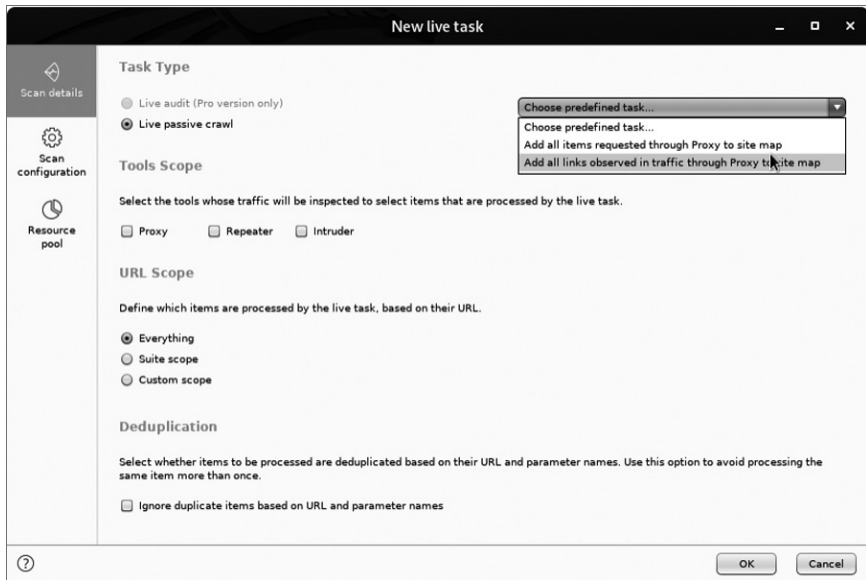 New live task
Scan details
Scan
configuration
Resource
pool
Task Type
Live audit (Pro version only)
Live passive crawl
Choose predefined task...
Choose predefined task...
Add all items requested through Proxy to site map
Add all links observed in traffic through Proxy to site map
Tools Scope
Select the tools whose traffic will be inspected to select items that are processed by the live task.
Proxy Repeater Intruder
URL Scope
Define which items are processed by the live task, based on their URL.
Everything
Suite scope
Custom scope
Deduplication
Select whether items to be processed are deduplicated based on their URL and parameter names. Use this option to avoid processing the
same item more than once.
Ignore duplicate items based on URL and parameter names
?
OK Cancel